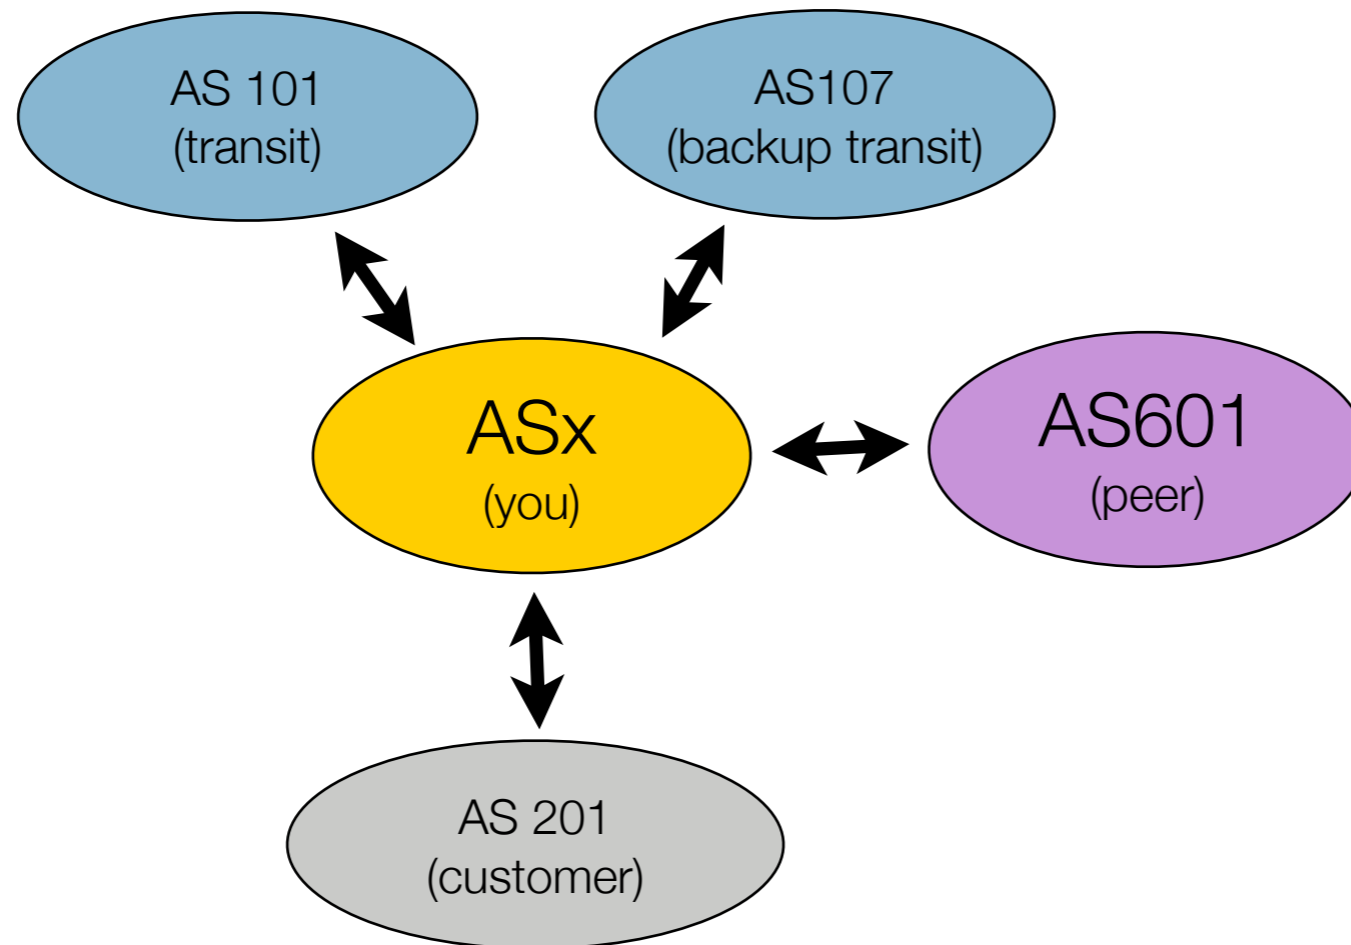 AS 101
(transit)
AS107
(backup transit)
ASx
(you)
AS601
(peer)
AS 201
(customer)